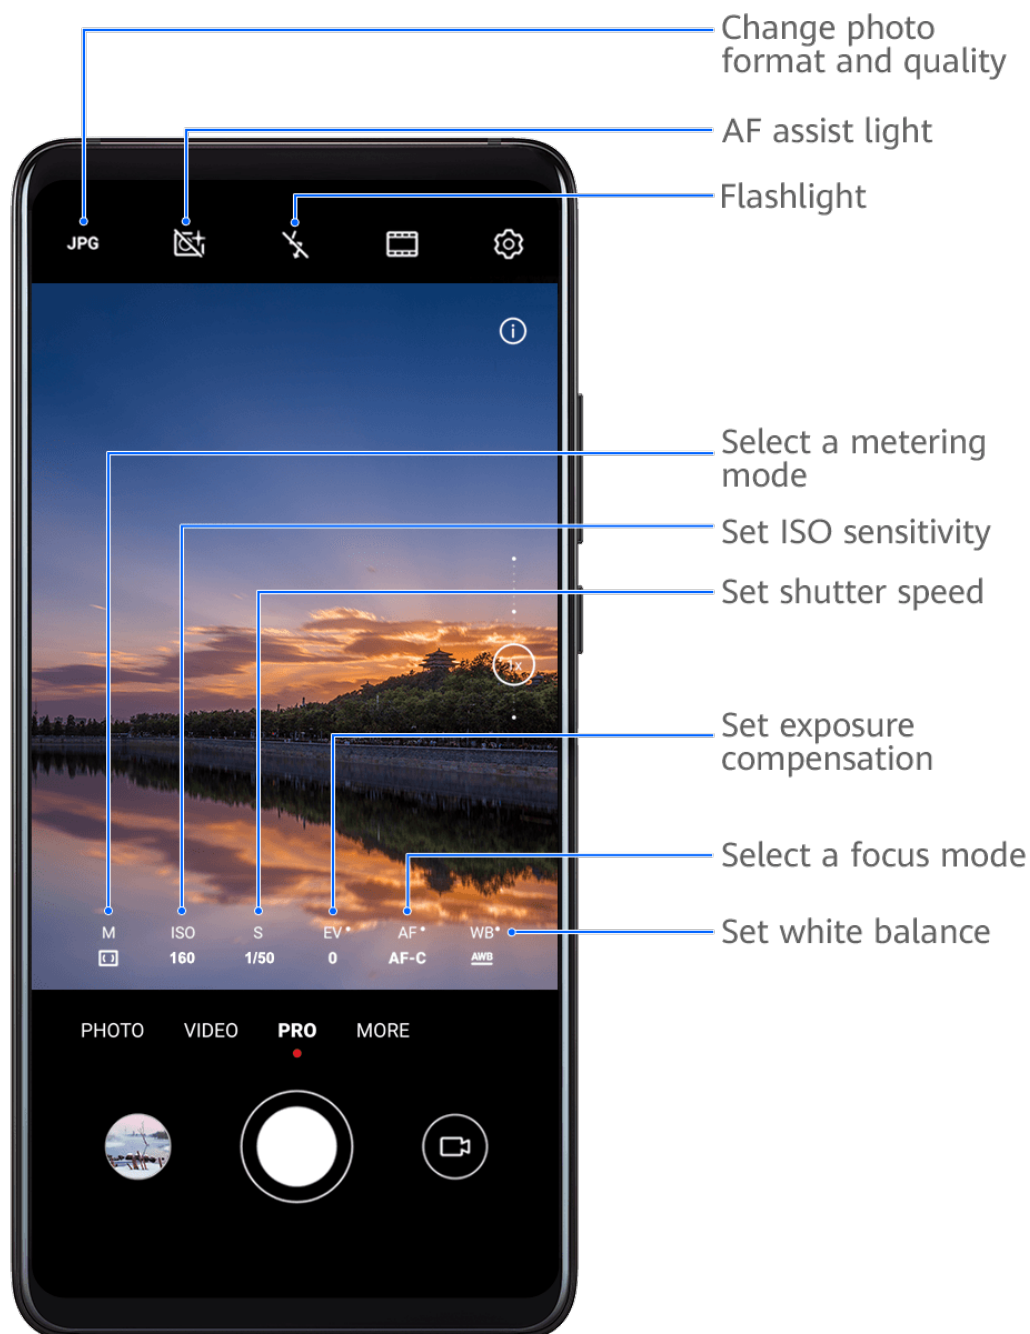 Change photo
format and quality
AF assist light
Flashlight
JPG
Select a metering
mode
Set ISO sensitivity
Set shutter speed
1x
Set exposure
compensation
Select a focus mode
M ISO S EV AF WB
Set white balance
160 1/50 0 AF-C AWB
PHOTO VIDEO PRO MORE